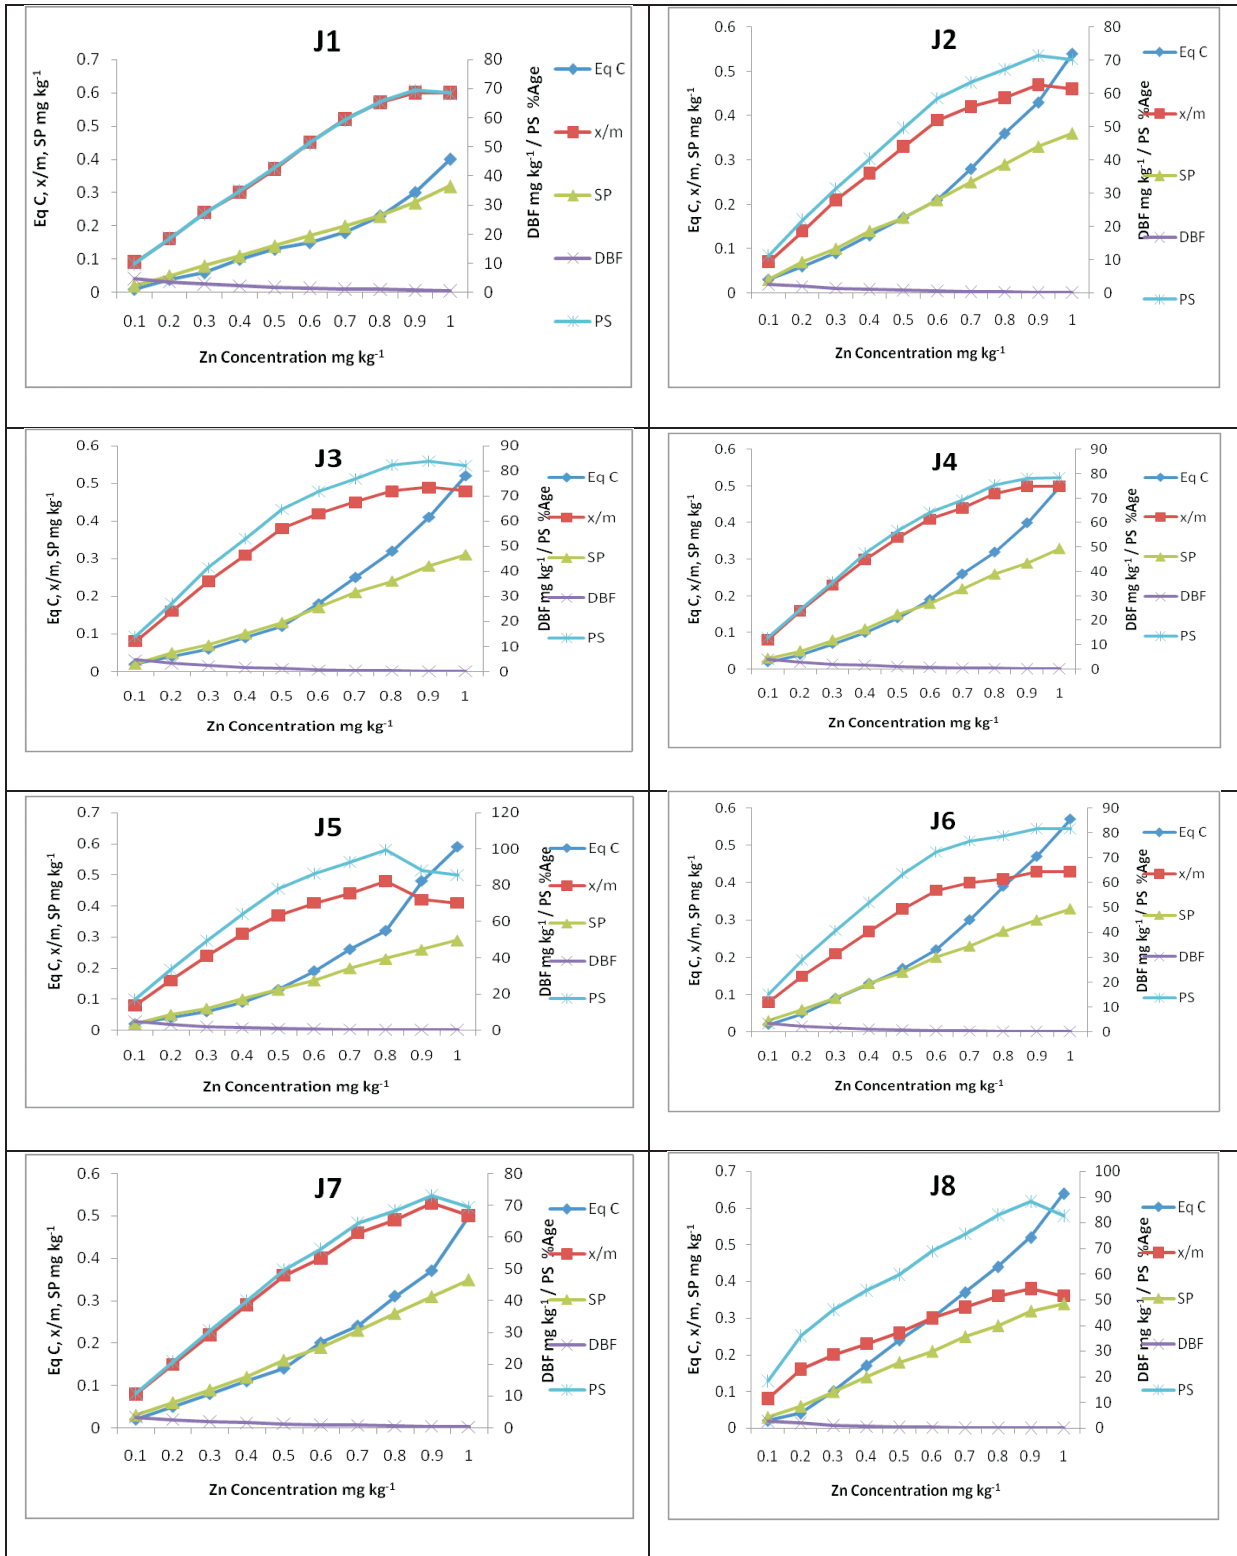 J1
0.7
0.6
0.5
0.4
0.3
0.2
0.1
0
80
70
60
50
40
30
20
10
0
0.1 0.2 0.3 0.4 0.5 0.6 0.7 0.8 0.9 1
Zn Concentration mg kg⁻¹
Eq C, x/m, SP mg kg⁻¹
DBF mg kg⁻¹ / PS %Age
Eq C
x/m
SP
DBF
PS
J2
0.6
0.5
0.4
0.3
0.2
0.1
0
80
70
60
50
40
30
20
10
0
0.1 0.2 0.3 0.4 0.5 0.6 0.7 0.8 0.9 1
Zn Concentration mg kg⁻¹
Eq C, x/m, SP mg kg⁻¹
DBF mg kg⁻¹ / PS %Age
Eq C
x/m
SP
DBF
PS
J3
0.6
0.5
0.4
0.3
0.2
0.1
0
90
80
70
60
50
40
30
20
10
0
0.1 0.2 0.3 0.4 0.5 0.6 0.7 0.8 0.9 1
Zn Concentration mg kg⁻¹
Eq C, x/m, SP mg kg⁻¹
DBF mg kg⁻¹ / PS %Age
Eq C
x/m
SP
DBF
PS
J4
0.6
0.5
0.4
0.3
0.2
0.1
0
90
80
70
60
50
40
30
20
10
0
0.1 0.2 0.3 0.4 0.5 0.6 0.7 0.8 0.9 1
Zn Concentration mg kg⁻¹
Eq C, x/m, SP mg kg⁻¹
DBF mg kg⁻¹ / PS %Age
Eq C
x/m
SP
DBF
PS
J5
0.7
0.6
0.5
0.4
0.3
0.2
0.1
0
120
100
80
60
40
20
0
0.1 0.2 0.3 0.4 0.5 0.6 0.7 0.8 0.9 1
Zn Concentration mg kg⁻¹
Eq C, x/m, SP mg kg⁻¹
DBF mg kg⁻¹ / PS %Age
Eq C
x/m
SP
DBF
PS
J6
0.6
0.5
0.4
0.3
0.2
0.1
0
90
80
70
60
50
40
30
20
10
0
0.1 0.2 0.3 0.4 0.5 0.6 0.7 0.8 0.9 1
Zn Concentration mg kg⁻¹
Eq C, x/m, SP mg kg⁻¹
DBF mg kg⁻¹ / PS %Age
Eq C
x/m
SP
DBF
PS
J7
0.6
0.5
0.4
0.3
0.2
0.1
0
80
70
60
50
40
30
20
10
0
0.1 0.2 0.3 0.4 0.5 0.6 0.7 0.8 0.9 1
Zn Concentration mg kg⁻¹
Eq C, x/m, SP mg kg⁻¹
DBF mg kg⁻¹ / PS %Age
Eq C
x/m
SP
DBF
PS
J8
0.7
0.6
0.5
0.4
0.3
0.2
0.1
0
100
90
80
70
60
50
40
30
20
10
0
0.1 0.2 0.3 0.4 0.5 0.6 0.7 0.8 0.9 1
Zn Concentration mg kg⁻¹
Eq C, x/m, SP mg kg⁻¹
DBF mg kg⁻¹ / PS %Age
Eq C
x/m
SP
DBF
PS